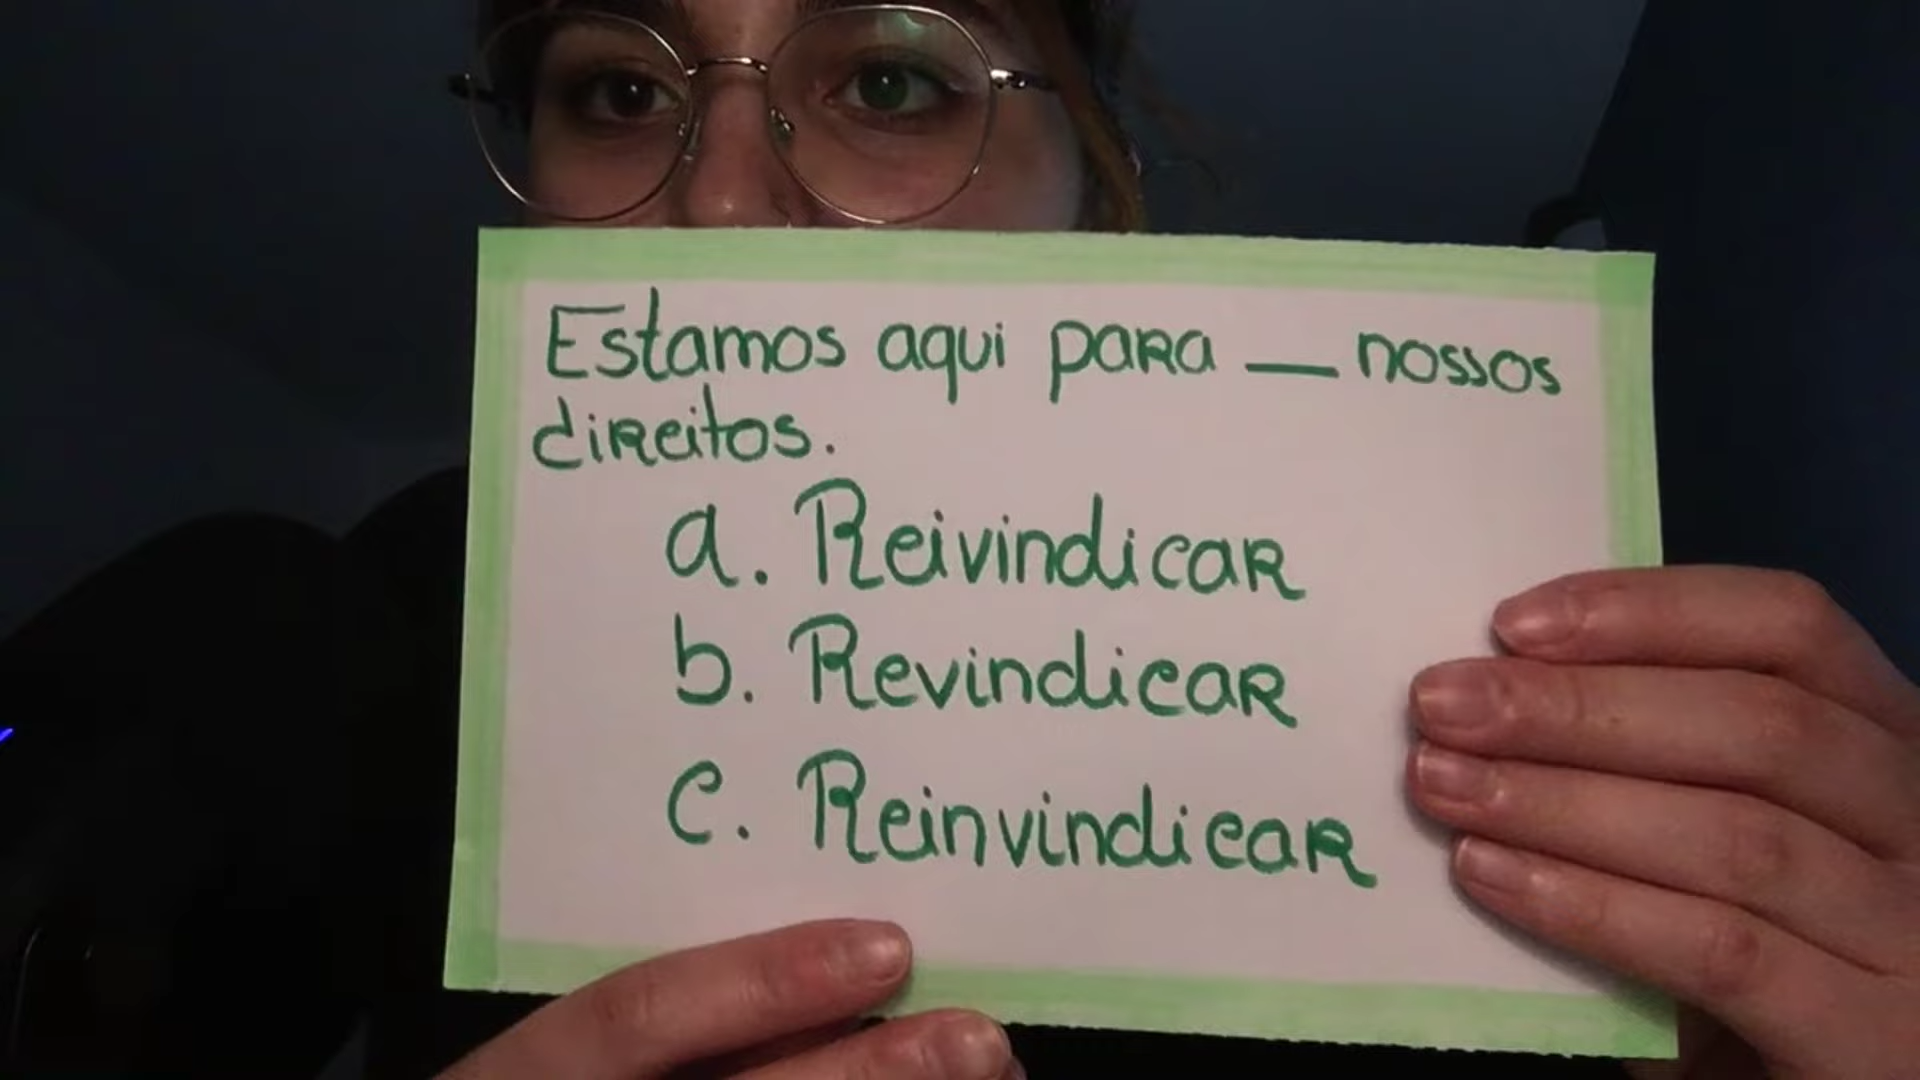 Estamos aqui para __ nossos
direitos.
a. Reivindicar
b. Revindicar
c. Reinvindicar